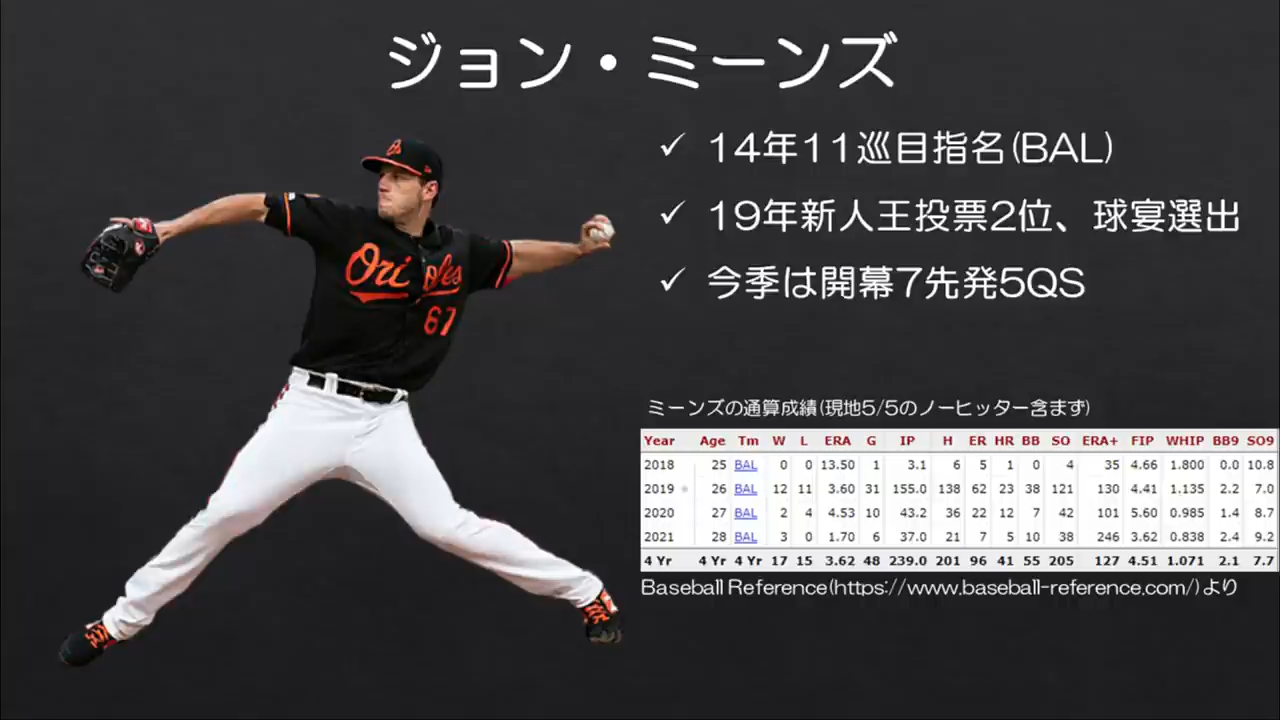 ジョン・ミーンズ
✓ 14年11巡目指名(BAL)
✓ 19年新人王投票2位、球宴選出
✓ 今季は開幕7先発5QS
Orioles
67
ミーンズの通算成績(現地5/5のノーヒッター含まず)
Year Age Tm W L ERA G IP H ER HR BB SO ERA+ FIP WHIP BB9 SO9
2018 25 BAL 0 0 13.50 1 3.1 6 5 1 0 4 35 4.66 1.800 0.0 10.8
2019 26 BAL 12 11 3.60 31 155.0 138 62 23 38 121 130 4.41 1.135 2.2 7.0
2020 27 BAL 2 4 4.53 10 43.2 36 22 12 7 42 101 5.60 0.985 1.4 8.7
2021 28 BAL 3 0 1.70 6 37.0 21 7 5 10 38 246 3.62 0.838 2.4 9.2
4 Yr 4 Yr 4 Yr 17 15 3.62 48 239.0 201 96 41 55 205 127 4.51 1.071 2.1 7.7
Baseball Reference(https://www.baseball-reference.com/)より